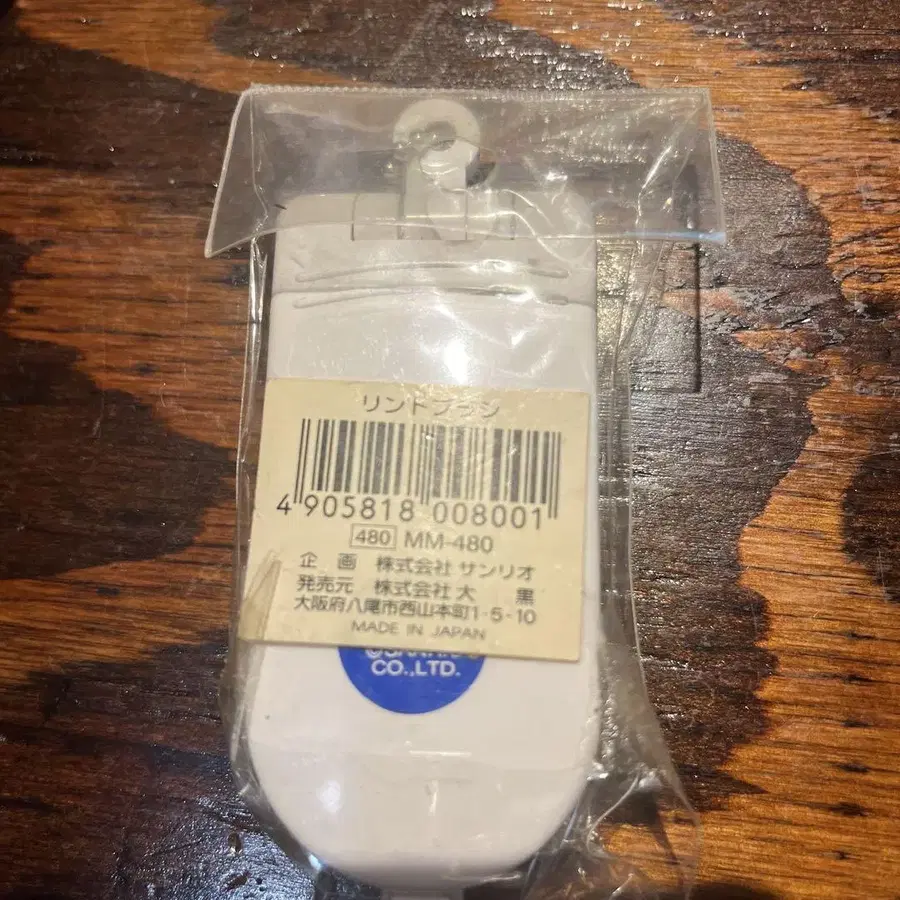 リントブラシ
4 905818 008001
480 MM-480
企 画 株式会社 サンリオ
発売元 株式会社 大 黒
大阪府八尾市西山本町1・5・10
MADE IN JAPAN
CO.,LTD.